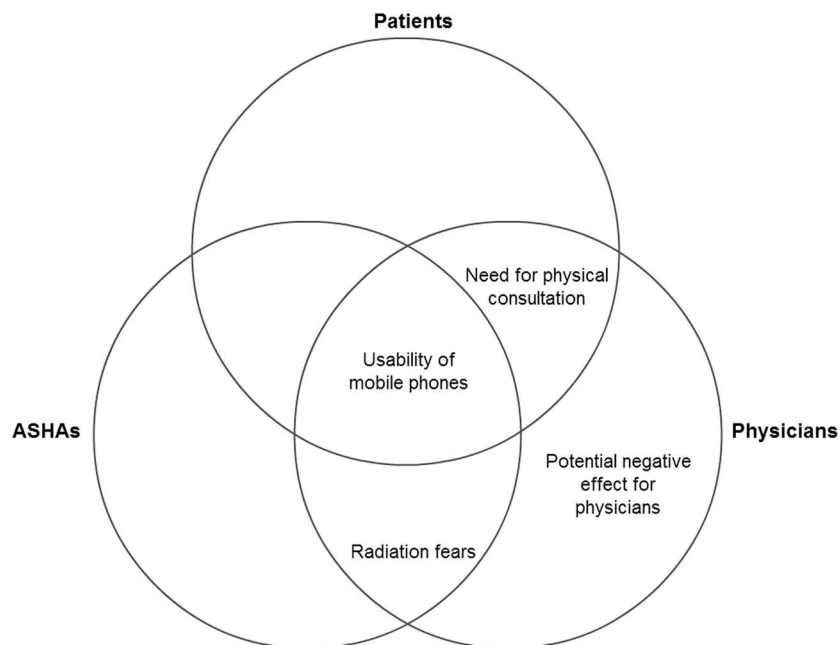 Patients
Need for physical
consultation
Usability of
mobile phones
ASHAs
Physicians
Potential negative
effect for
physicians
Radiation fears